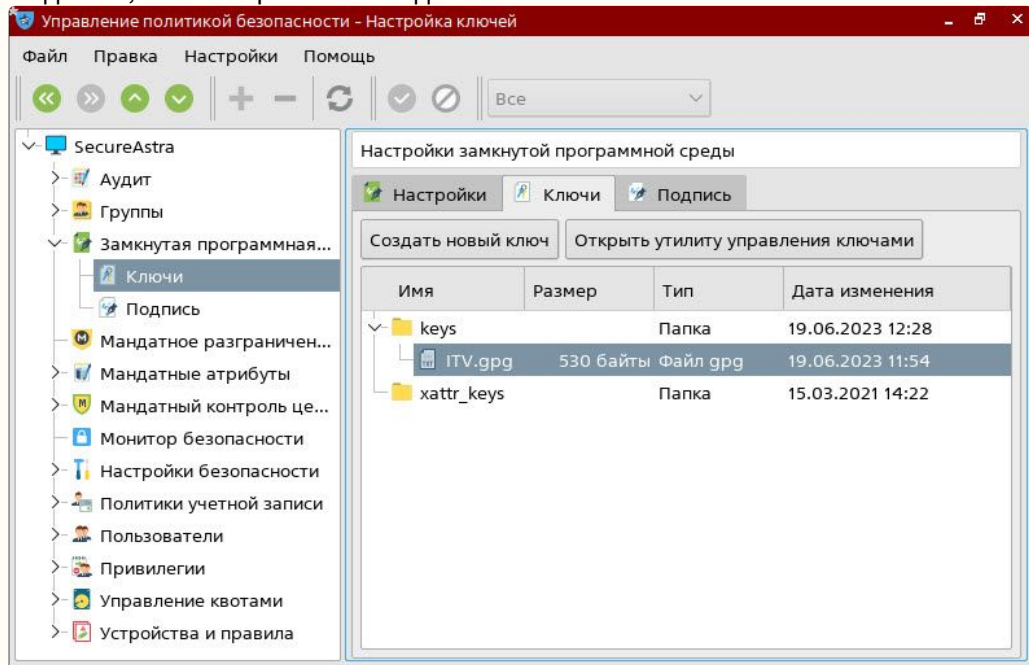 Управление политикой безопасности - Настройка ключей
Файл Правка Настройки Помощь
Все
SecureAstra
Аудит
Группы
Замкнутая программная...
Ключи
Подпись
Мандатное разграничен...
Мандатные атрибуты
Мандатный контроль це...
Монитор безопасности
Настройки безопасности
Политики учетной записи
Пользователи
Привилегии
Управление квотами
Устройства и правила
Настройки замкнутой программной среды
Настройки Ключи Подпись
Создать новый ключ Открыть утилиту управления ключами
Имя Размер Тип Дата изменения
keys Папка 19.06.2023 12:28
ITV.gpg 530 байты Файл gpg 19.06.2023 11:54
xattr_keys Папка 15.03.2021 14:22